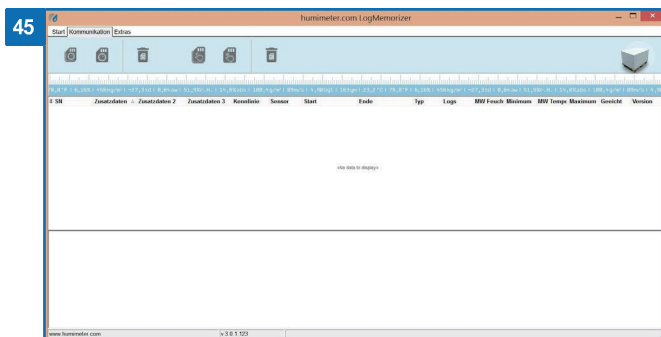 45
humimeter.com LogMemorizer
Start Kommunikation Extras
# SN Zusatzdaten Zusatzdaten 2 Zusatzdaten 3 Kennlinie Sensor Start Ende Typ Logs MW Feuch Minimum MW Tempe Maximum Gewicht Version
<No data to display>
www.humimeter.com v 3.0.1.123